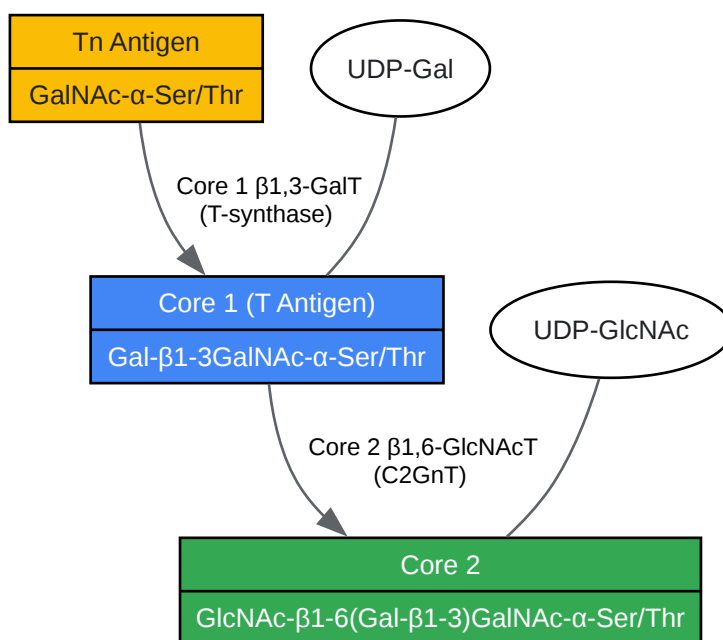 Tn Antigen
GalNAc-α-Ser/Thr
UDP-Gal
Core 1 β1,3-GalT
(T-synthase)
Core 1 (T Antigen)
Gal-β1-3GalNAc-α-Ser/Thr
UDP-GlcNAc
Core 2 β1,6-GlcNAcT
(C2GnT)
Core 2
GlcNAc-β1-6(Gal-β1-3)GalNAc-α-Ser/Thr